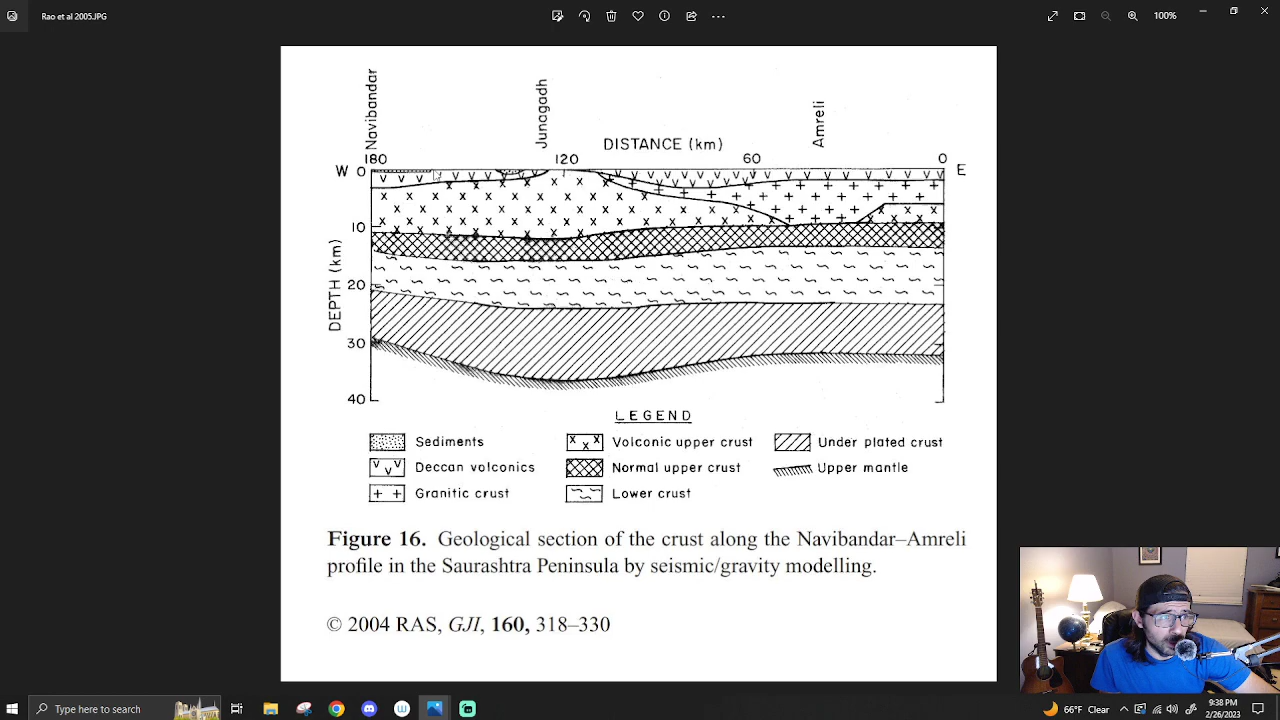 Rao et al 2005.JPG
100%
Navibandar
Junagadh
Amreli
DISTANCE (km)
180
120
60
0
W
E
0
10
20
30
40
DEPTH (km)
LEGEND
Sediments
Volconic upper crust
Under plated crust
Deccan volconics
Normal upper crust
Upper mantle
Granitic crust
Lower crust
Figure 16. Geological section of the crust along the Navibandar–Amreli
profile in the Saurashtra Peninsula by seismic/gravity modelling.
© 2004 RAS, GJI, 160, 318–330
Type here to search
66°F Clear
9:38 PM
2/26/2023